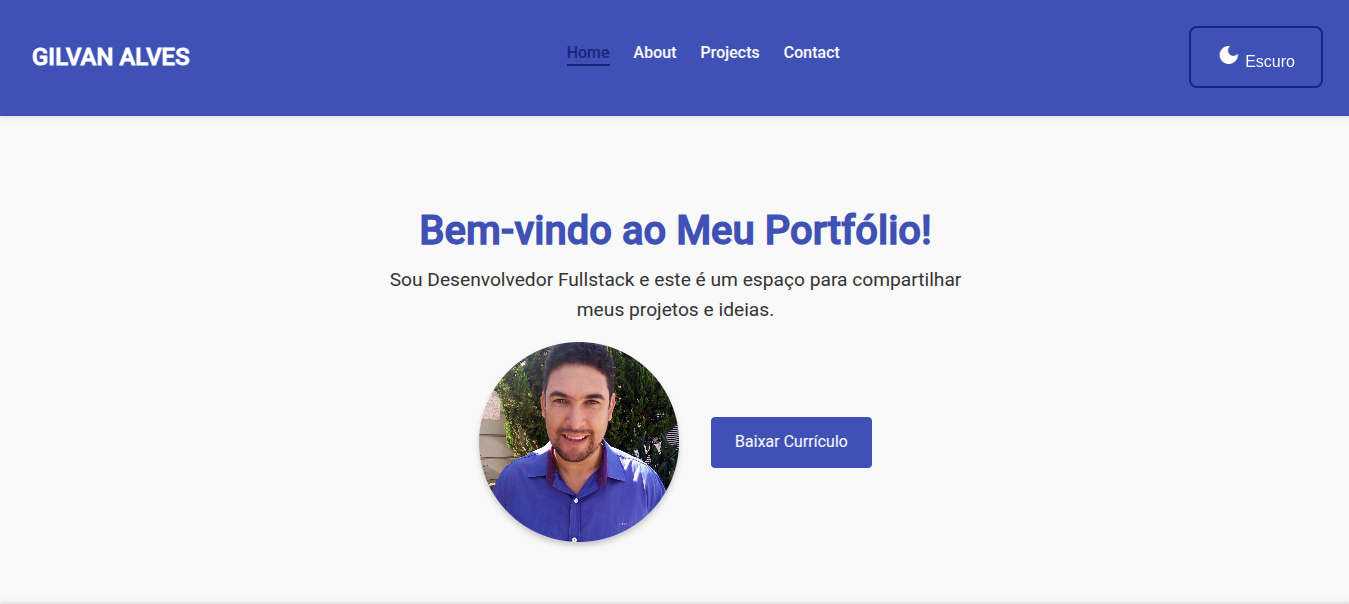 GILVAN ALVES
Home About Projects Contact
Escuro
Bem-vindo ao Meu Portfólio!
Sou Desenvolvedor Fullstack e este é um espaço para compartilhar
meus projetos e ideias.
Baixar Currículo